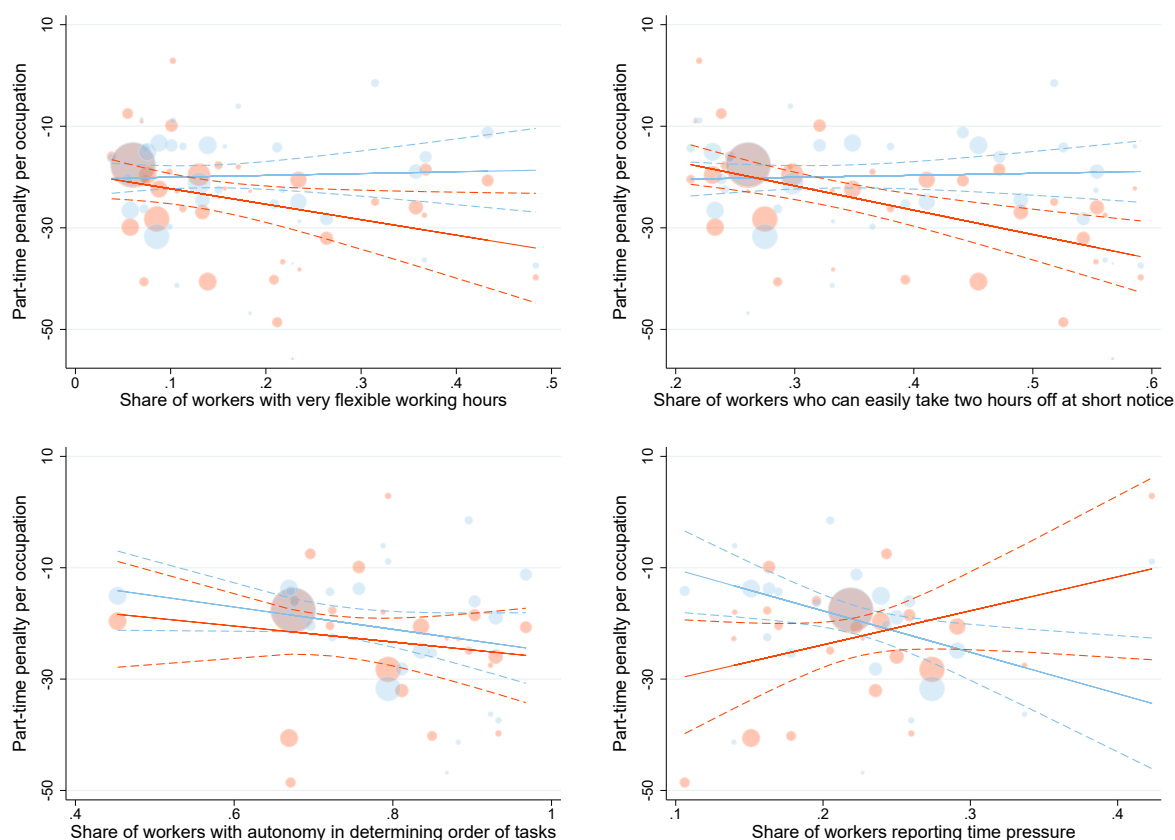 Part-time penalty per occupation
10
-10
-30
-50
0 .1 .2 .3 .4 .5
Share of workers with very flexible working hours
Part-time penalty per occupation
10
-10
-30
-50
.2 .3 .4 .5 .6
Share of workers who can easily take two hours off at short notice
Part-time penalty per occupation
10
-10
-30
-50
.4 .6 .8 1
Share of workers with autonomy in determining order of tasks
Part-time penalty per occupation
10
-10
-30
-50
.1 .2 .3 .4
Share of workers reporting time pressure